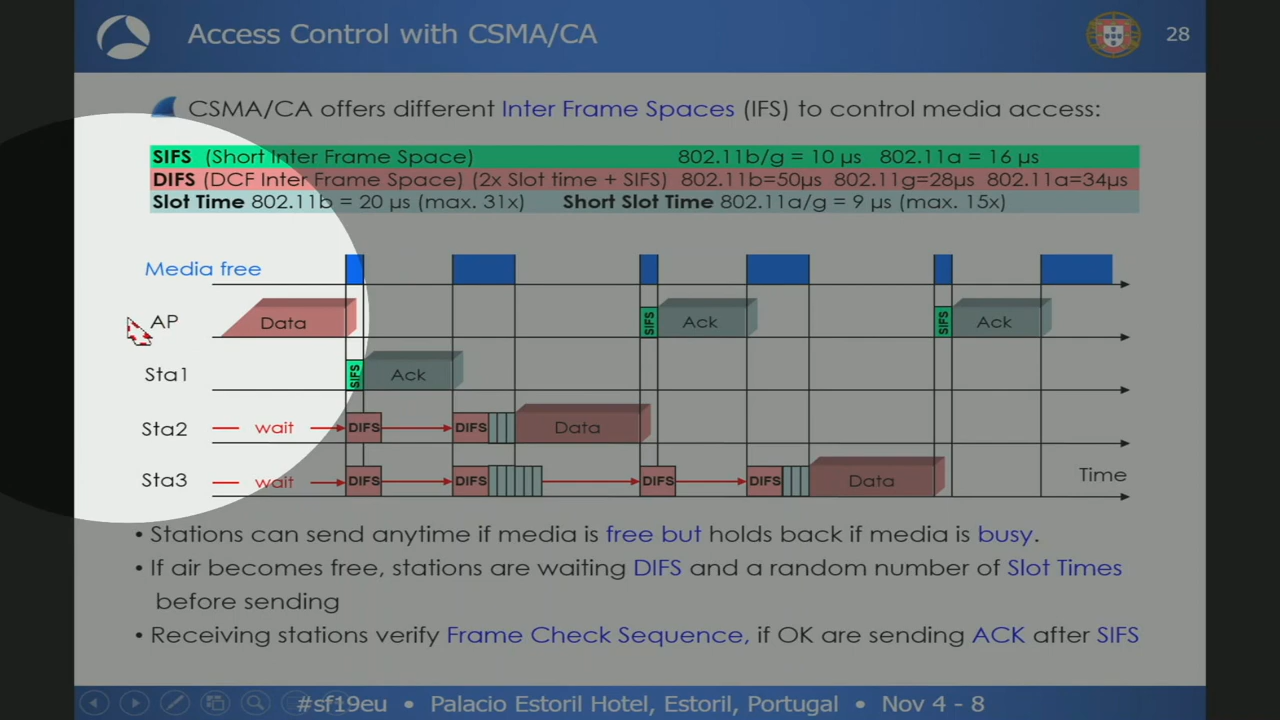 Access Control with CSMA/CA
28
CSMA/CA offers different Inter Frame Spaces (IFS) to control media access:
SIFS (Short Inter Frame Space) 802.11b/g = 10 µs 802.11a = 16 µs
DIFS (DCF Inter Frame Space) (2x Slot time + SIFS) 802.11b=50µs 802.11g=28µs 802.11a=34µs
Slot Time 802.11b = 20 µs (max. 31x) Short Slot Time 802.11a/g = 9 µs (max. 15x)
Media free
AP Data SIFS Ack SIFS Ack
Sta1 SIFS Ack
Sta2 wait DIFS DIFS Data
Sta3 wait DIFS DIFS DIFS DIFS Data
Time
• Stations can send anytime if media is free but holds back if media is busy.
• If air becomes free, stations are waiting DIFS and a random number of Slot Times
before sending
• Receiving stations verify Frame Check Sequence, if OK are sending ACK after SIFS
#sf19eu • Palacio Estoril Hotel, Estoril, Portugal • Nov 4 - 8